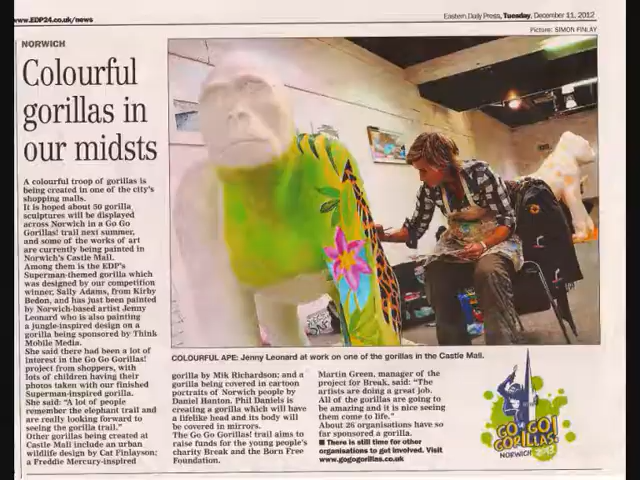 www.EDP24.co.uk/news
Eastern Daily Press, Tuesday, December 11, 2012
Picture: SIMON FINLAY
NORWICH
Colourful
gorillas in
our midsts
A colourful troop of gorillas is
being created in one of the city's
shopping malls.
It is hoped about 50 gorilla
sculptures will be displayed
across Norwich in a Go Go
Gorillas! trail next summer,
and some of the works of art
are currently being painted in
Norwich's Castle Mall.
Among them is the EDP's
Superman-themed gorilla which
was designed by our competition
winner, Sally Adams, from Kirby
Bedon, and has just been painted
by Norwich-based artist Jenny
Leonard who is also painting
a jungle-inspired design on a
gorilla being sponsored by Think
Mobile Media.
She said there had been a lot of
interest in the Go Go Gorillas!
project from shoppers, with
lots of children having their
photos taken with our finished
Superman-inspired gorilla.
She said: "A lot of people
remember the elephant trail and
are really looking forward to
seeing the gorilla trail."
Other gorillas being created at
Castle Mall include an urban
wildlife design by Cat Finlayson;
a Freddie Mercury-inspired
COLOURFUL APE: Jenny Leonard at work on one of the gorillas in the Castle Mall.
gorilla by Mik Richardson; and a
gorilla being covered in cartoon
portraits of Norwich people by
Daniel Hanton. Phil Daniels is
creating a gorilla which will have
a lifelike head and its body will
be covered in mirrors.
The Go Go Gorillas! trail aims to
raise funds for the young people's
charity Break and the Born Free
Foundation.
Martin Green, manager of the
project for Break, said: "The
artists are doing a great job.
All of the gorillas are going to
be amazing and it is nice seeing
them come to life."
About 26 organisations have so
far sponsored a gorilla.
■ There is still time for other
organisations to get involved. Visit
www.gogogorillas.co.uk
GO GO
GORILLAS!
NORWICH 2013